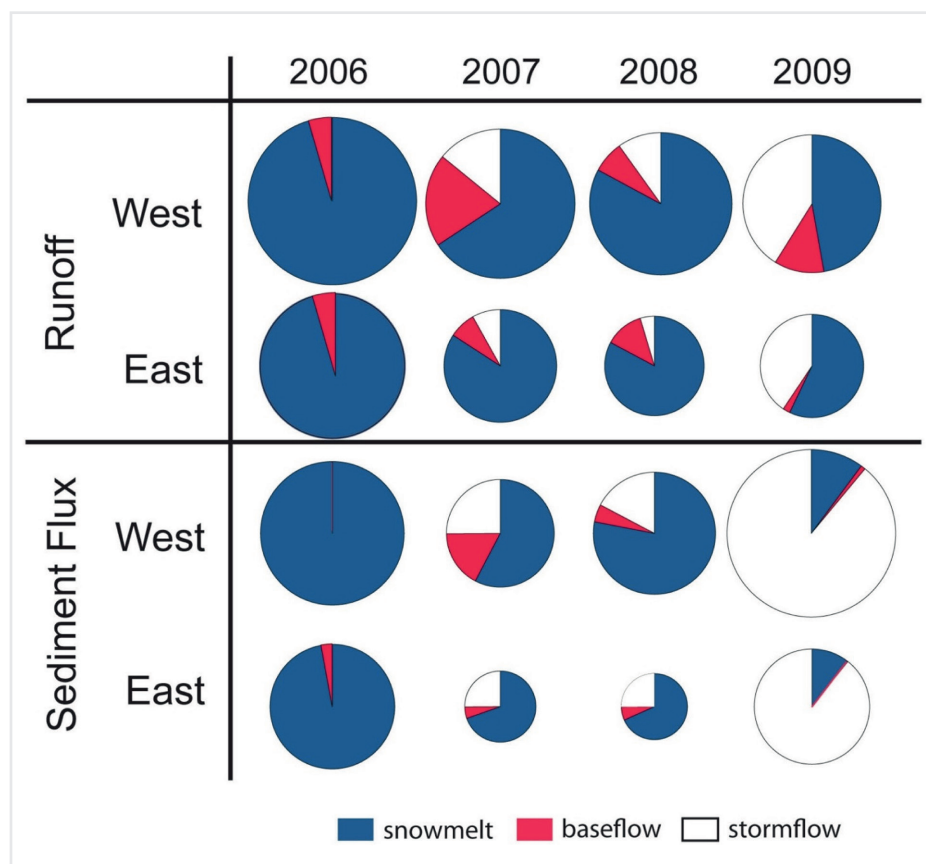 2006 2007 2008 2009
Runoff
West
East
Sediment Flux
West
East
snowmelt baseflow stormflow